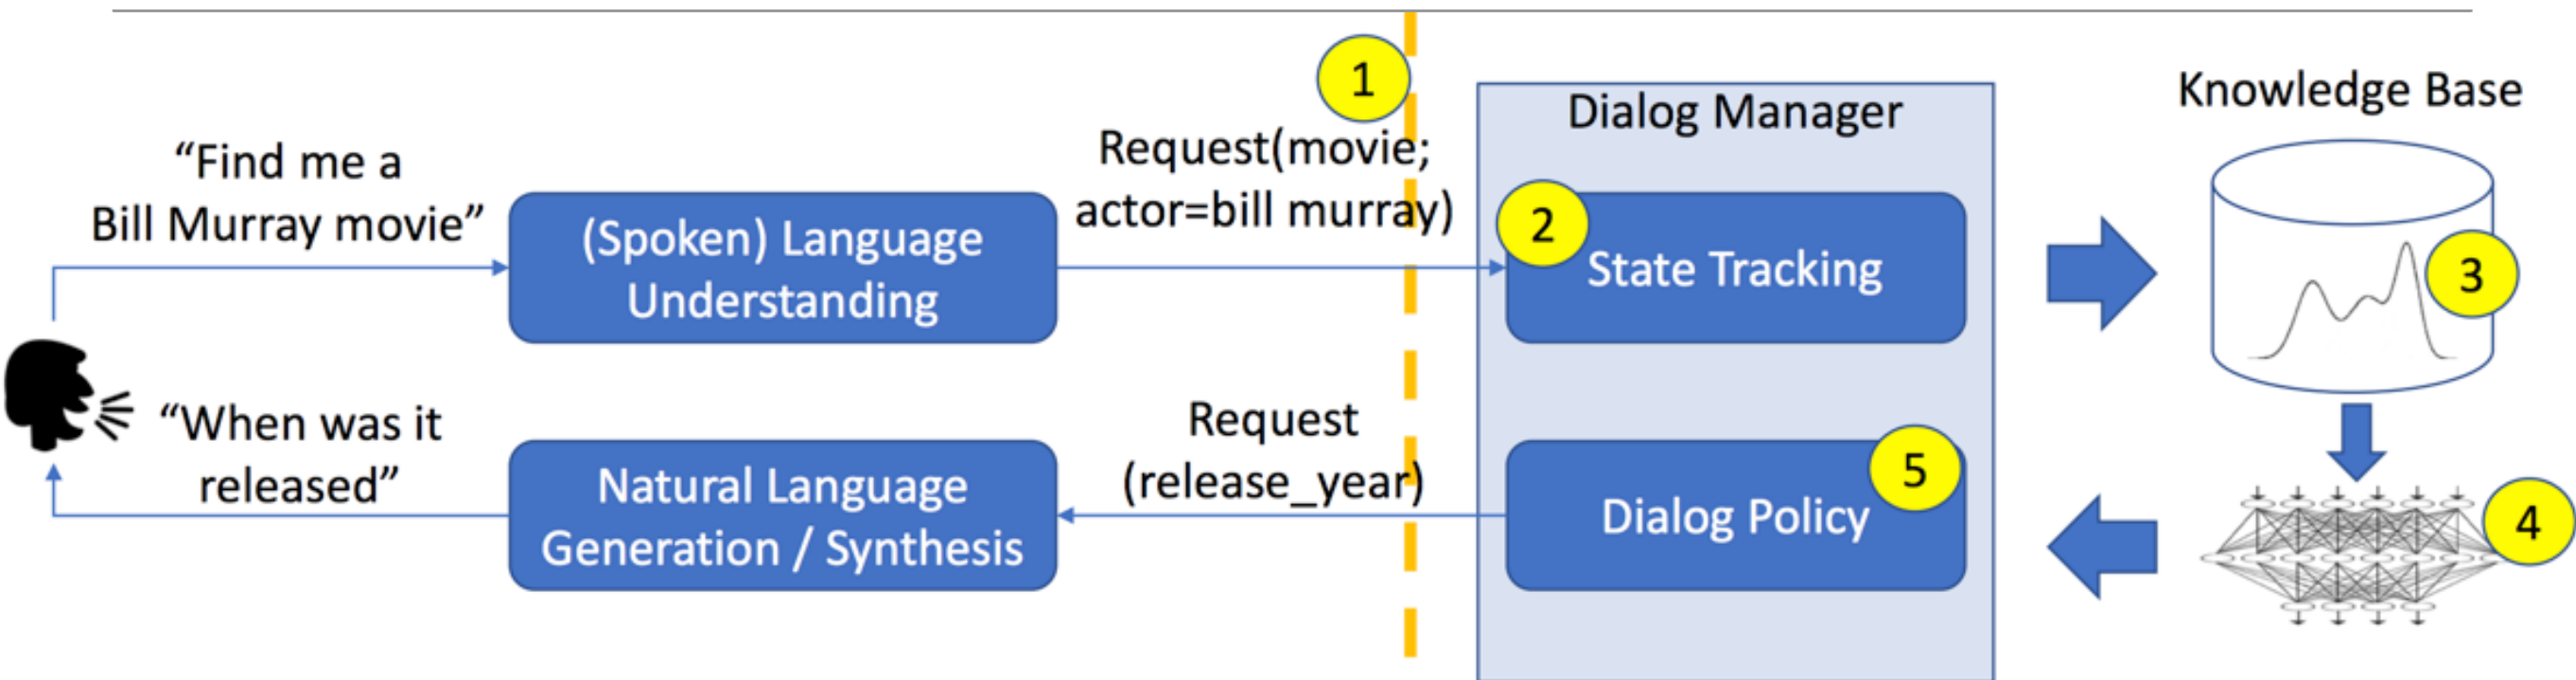 1
Dialog Manager
Knowledge Base
“Find me a
Bill Murray movie”
(Spoken) Language
Understanding
Request(movie;
actor=bill murray)
2
State Tracking
3
“When was it
released”
Natural Language
Generation / Synthesis
Request
(release_year)
5
Dialog Policy
4